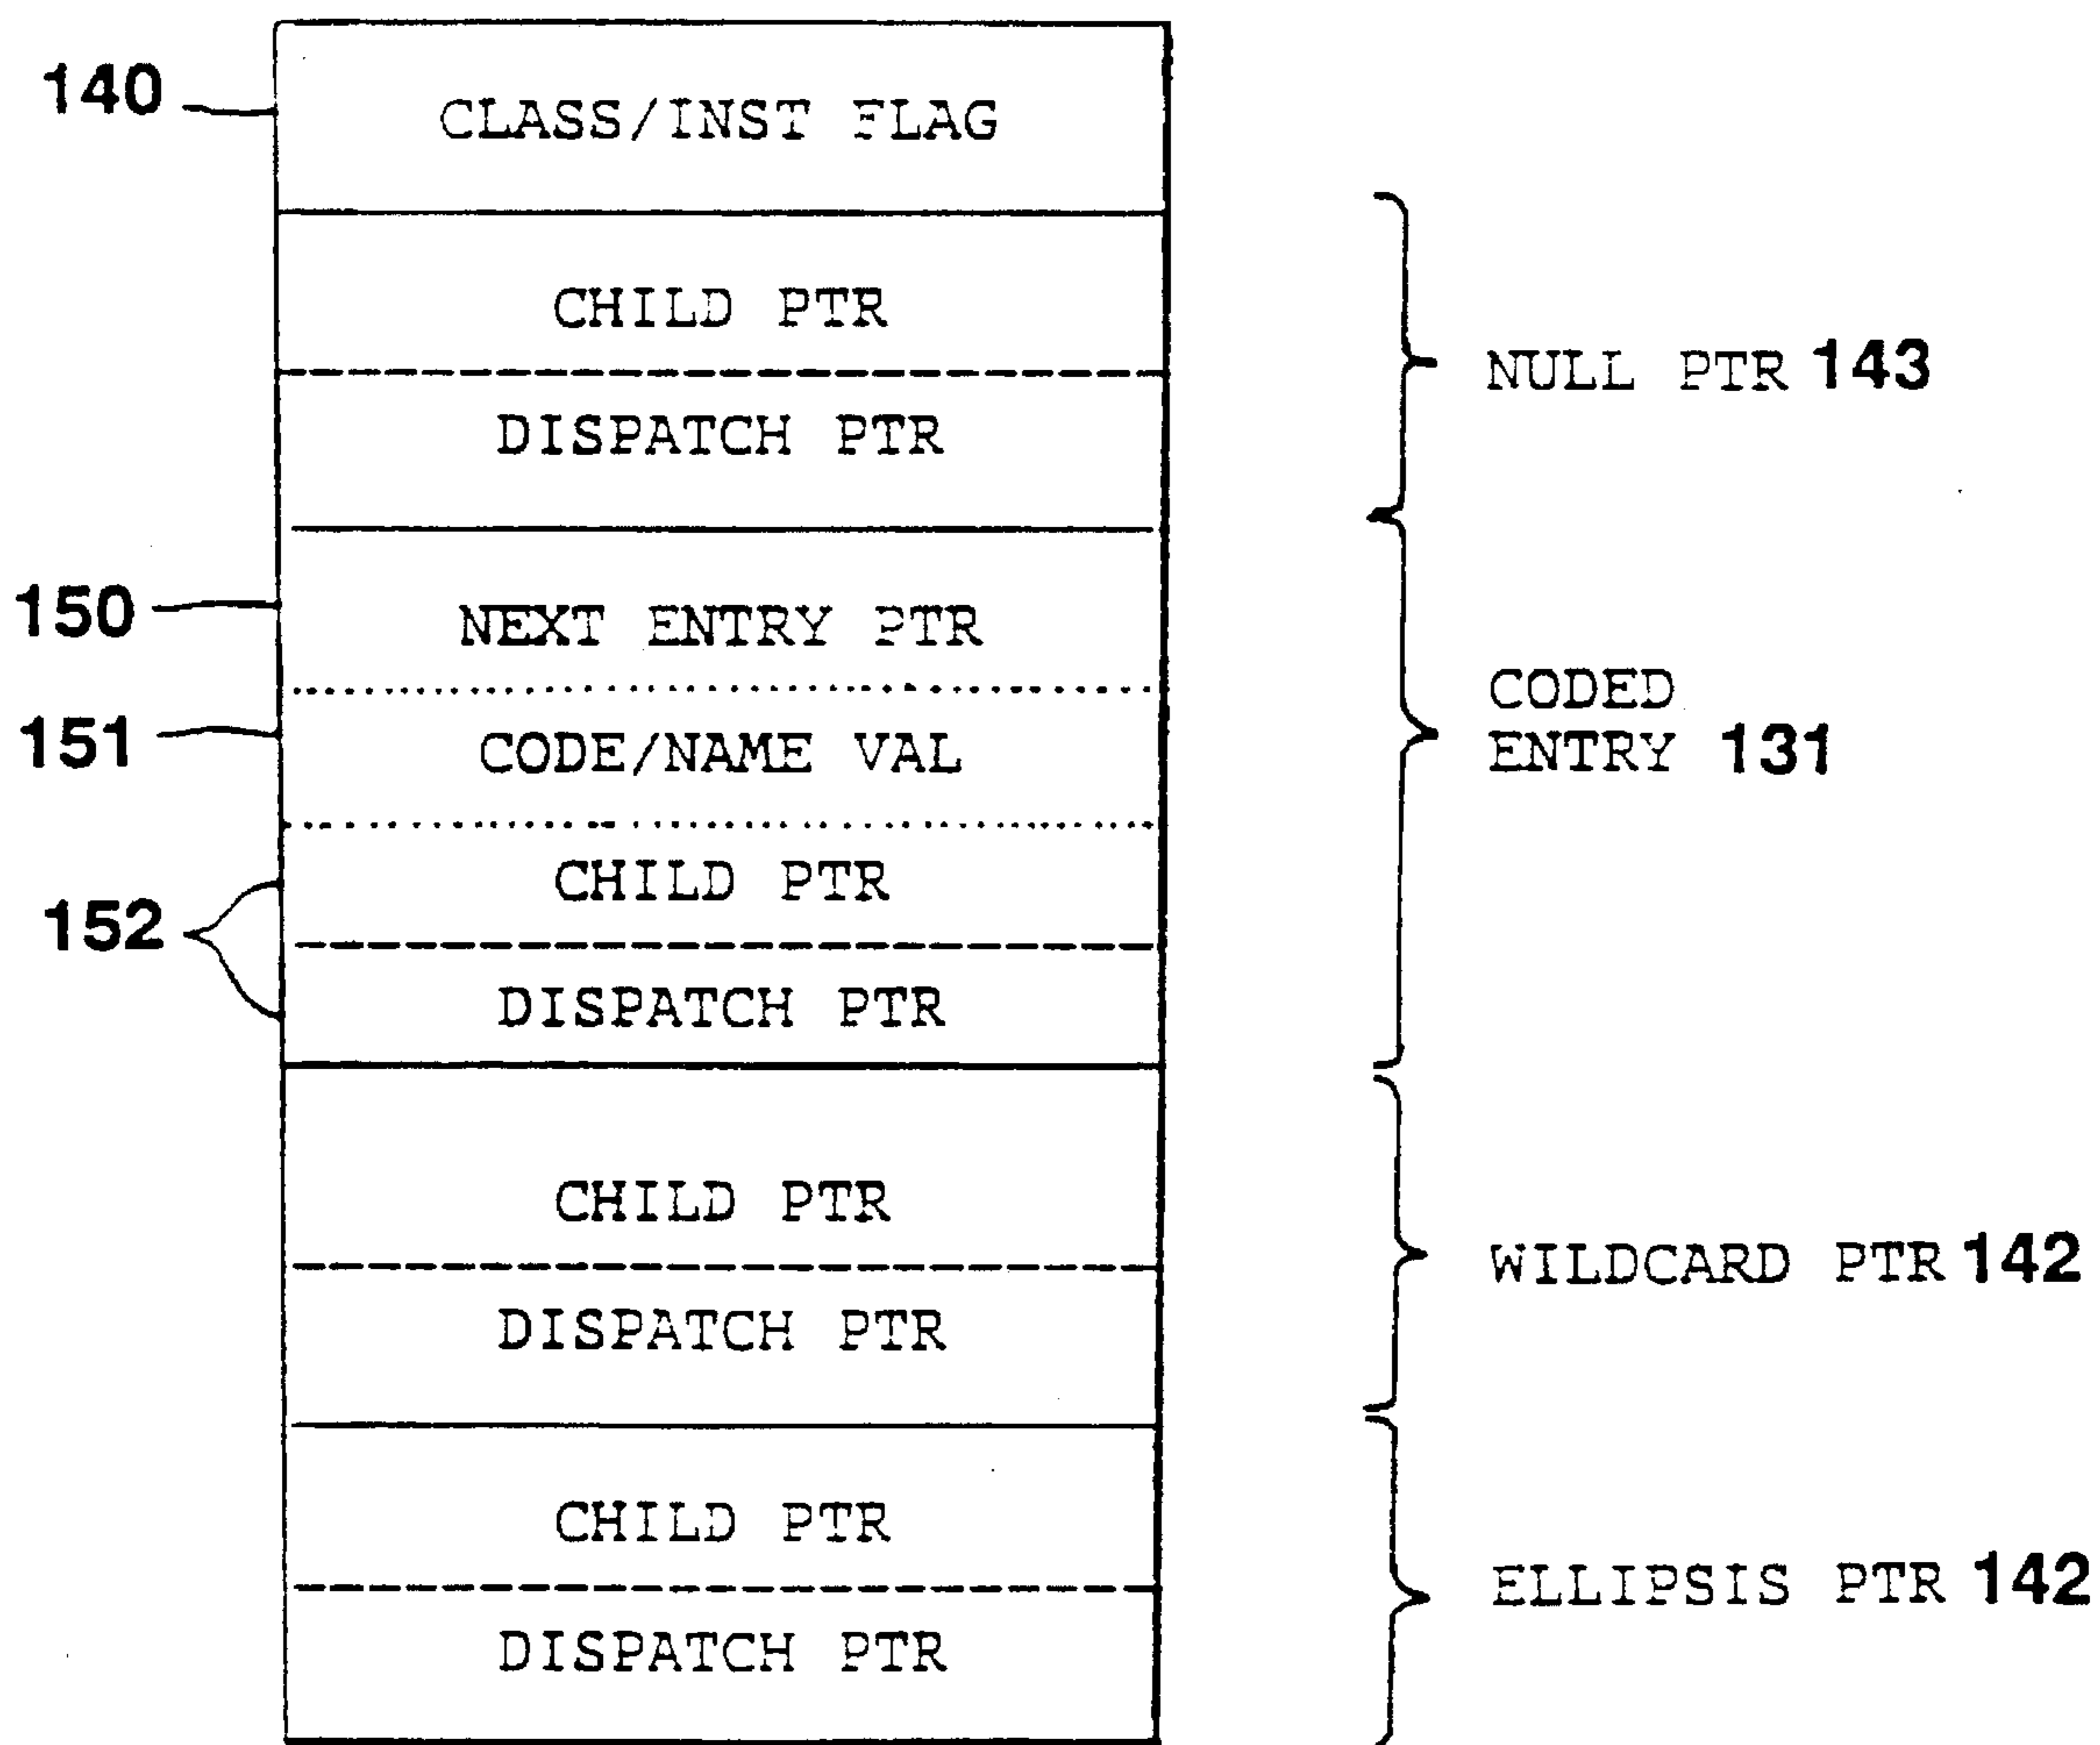 140
CLASS/INST FLAG
CHILD PTR
DISPATCH PTR
NULL PTR 143
150
NEXT ENTRY PTR
151
CODE/NAME VAL
CODED
ENTRY 131
152
CHILD PTR
DISPATCH PTR
CHILD PTR
DISPATCH PTR
WILDCARD PTR 142
CHILD PTR
DISPATCH PTR
ELLIPSIS PTR 142